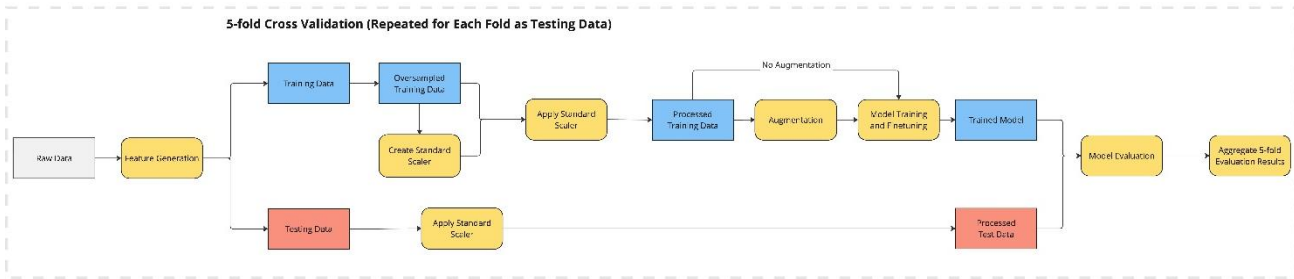 5-fold Cross Validation (Repeated for Each Fold as Testing Data)
No Augmentation
Training Data
Oversampled
Training Data
Apply Standard
Scaler
Processed
Training Data
Augmentation
Model Training
and Finetuning
Trained Model
Raw Data
Feature Generation
Create Standard
Scaler
Model Evaluation
Aggregate 5-fold
Evaluation Results
Testing Data
Apply Standard
Scaler
Processed
Test Data